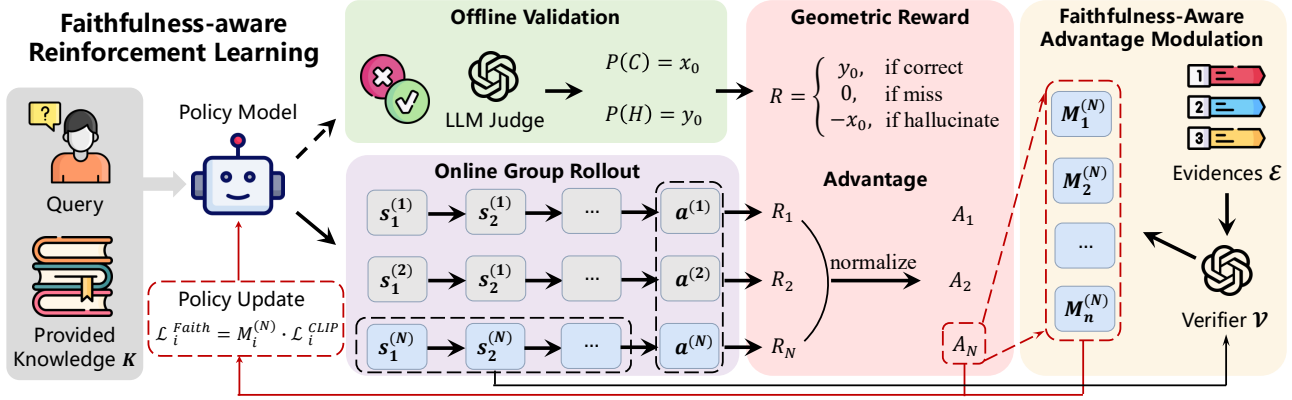 Faithfulness-aware
Reinforcement Learning
Query
Provided
Knowledge K
Policy Model
Policy Update
ℒ_i^{Faith} = M_i^{(N)} · ℒ_i^{CLIP}
Offline Validation
LLM Judge
P(C) = x_0
P(H) = y_0
Online Group Rollout
s_1^{(1)} s_2^{(1)} ... a^{(1)}
s_1^{(2)} s_2^{(1)} ... a^{(2)}
s_1^{(N)} s_2^{(N)} ... a^{(N)}
Geometric Reward
R = { y_0, if correct
0, if miss
-x_0, if hallucinate
Advantage
R_1 A_1
R_2 normalize A_2
R_N A_N
Faithfulness-Aware
Advantage Modulation
M_1^{(N)}
M_2^{(N)}
...
M_n^{(N)}
1
2
3
Evidences ℰ
Verifier 𝒱